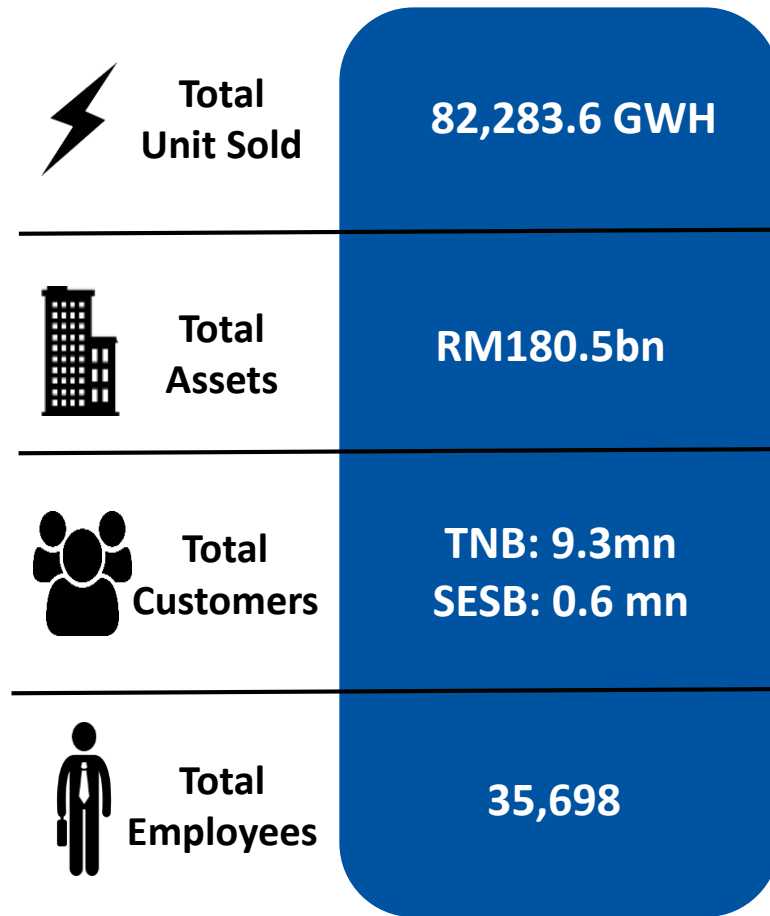 Total
Unit Sold
82,283.6 GWH
Total
Assets
RM180.5bn
Total
Customers
TNB: 9.3mn
SESB: 0.6 mn
Total
Employees
35,698